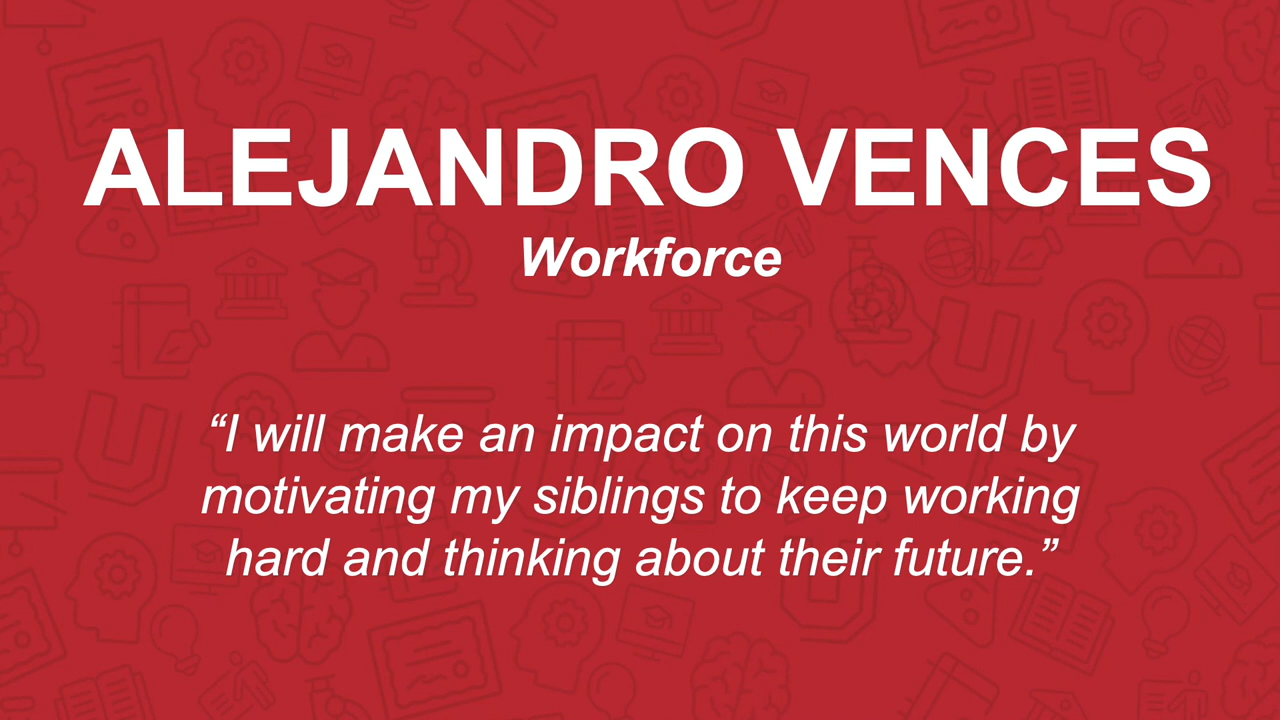 ALEJANDRO VENCES
Workforce
“I will make an impact on this world by
motivating my siblings to keep working
hard and thinking about their future.”